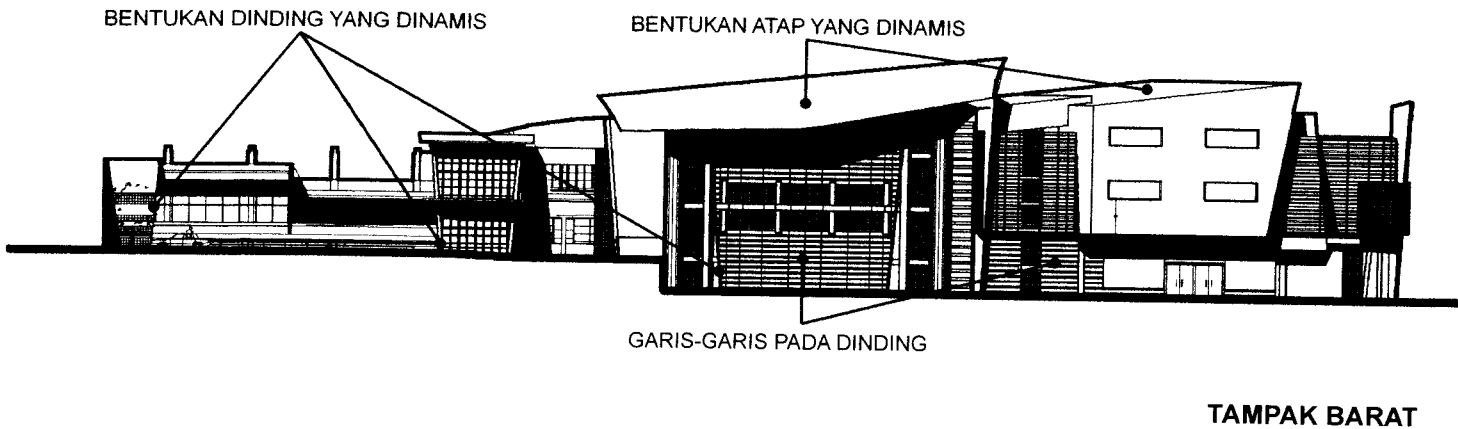 BENTUKAN DINDING YANG DINAMIS
BENTUKAN ATAP YANG DINAMIS
GARIS-GARIS PADA DINDING
TAMPAK BARAT